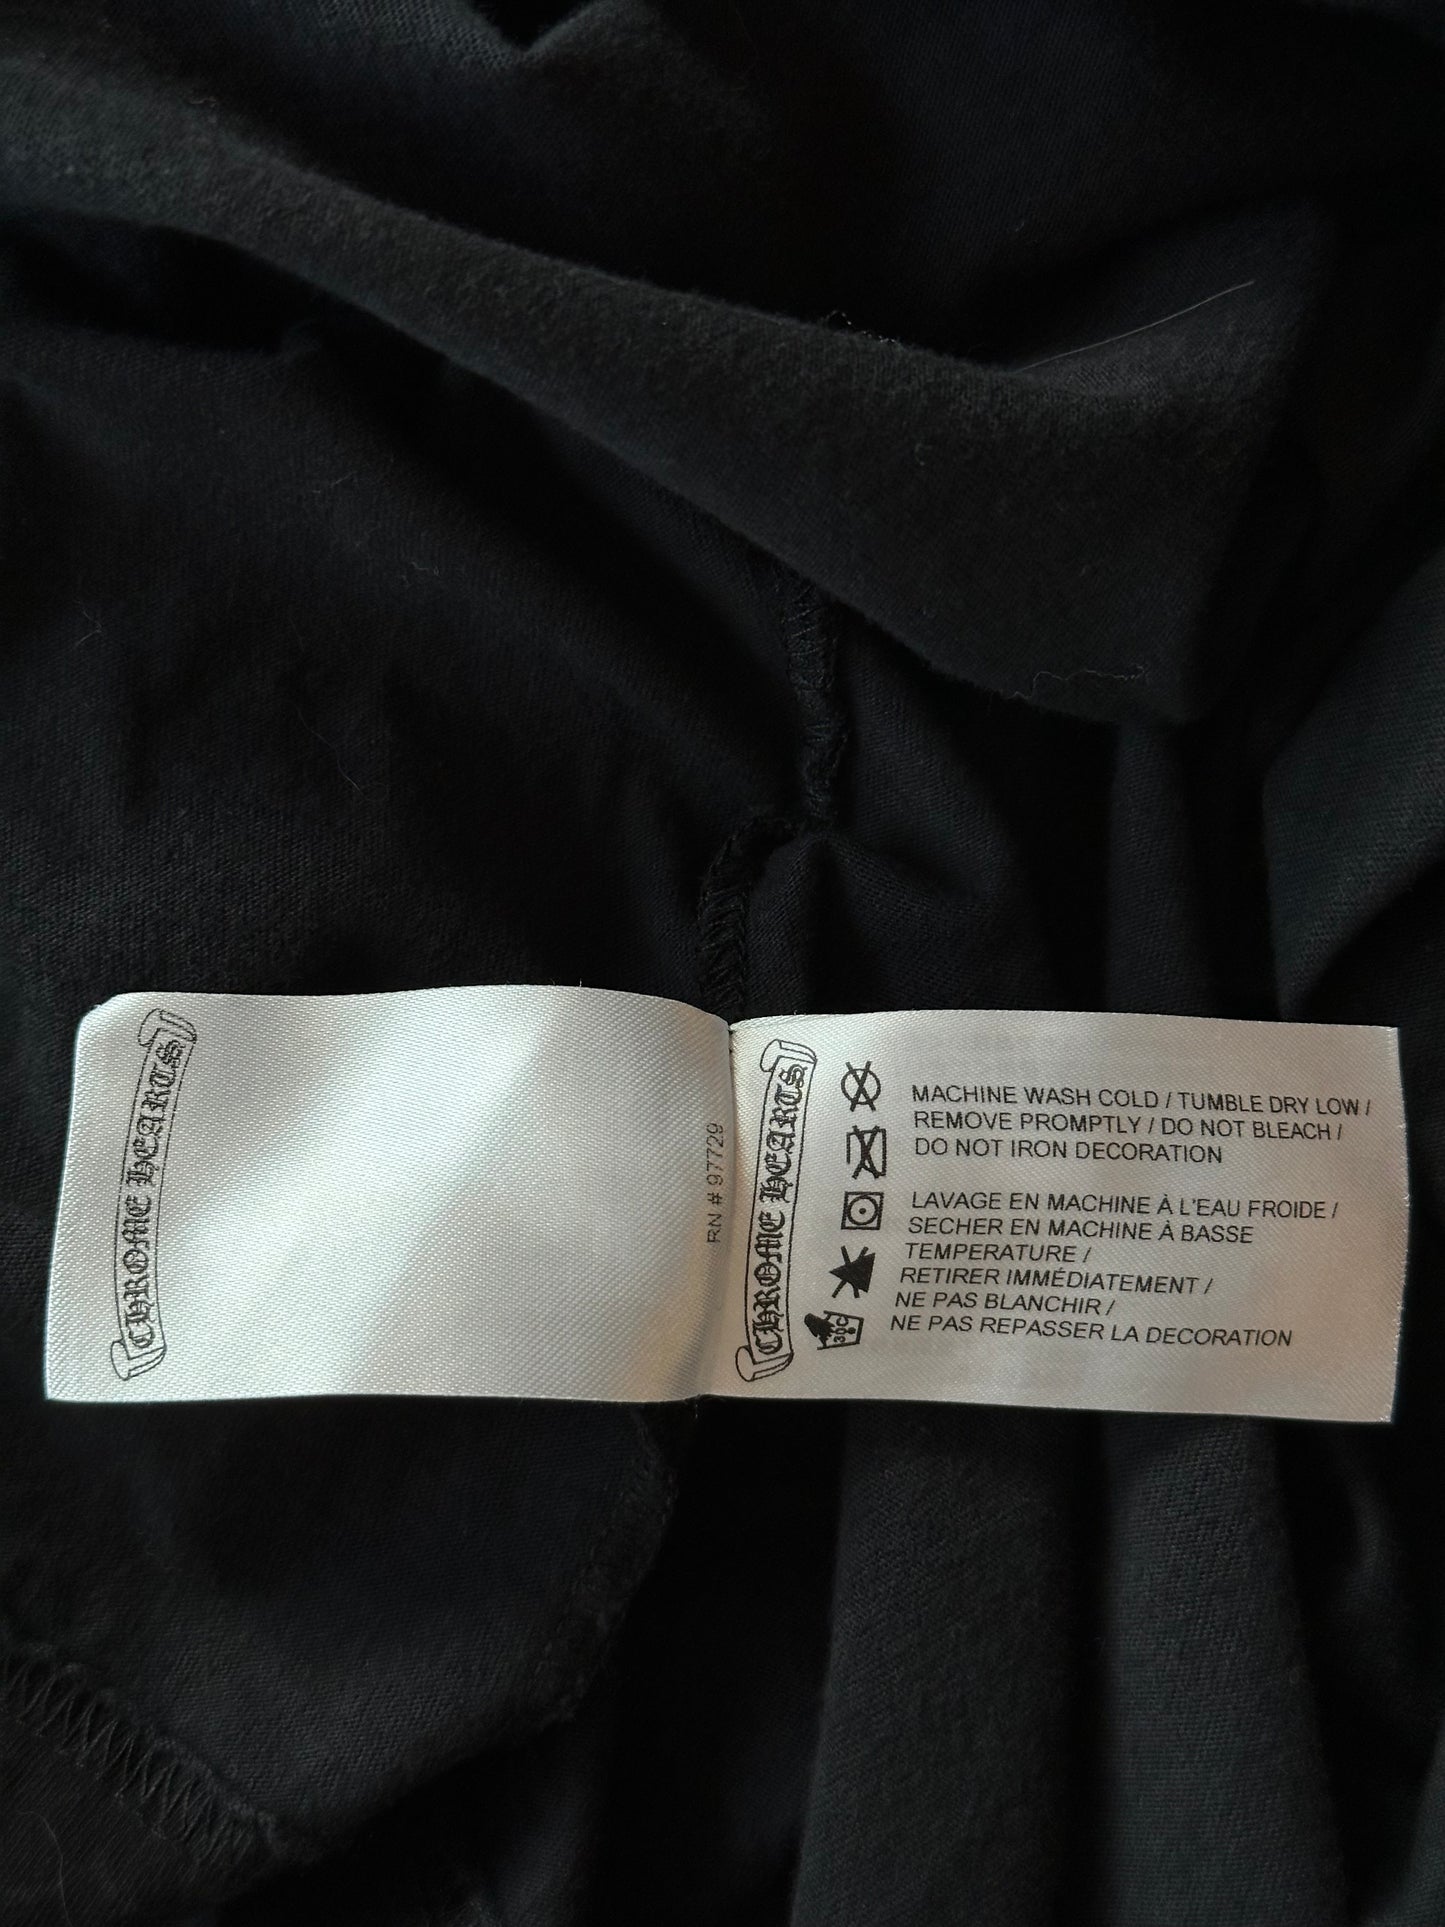 CHROME HEARTS
RN # 97729
CHROME HEARTS
MACHINE WASH COLD / TUMBLE DRY LOW /
REMOVE PROMPTLY / DO NOT BLEACH /
DO NOT IRON DECORATION
LAVAGE EN MACHINE À L'EAU FROIDE /
SECHER EN MACHINE À BASSE
TEMPERATURE /
RETIRER IMMÉDIATEMENT /
NE PAS BLANCHIR /
NE PAS REPASSER LA DECORATION
30C